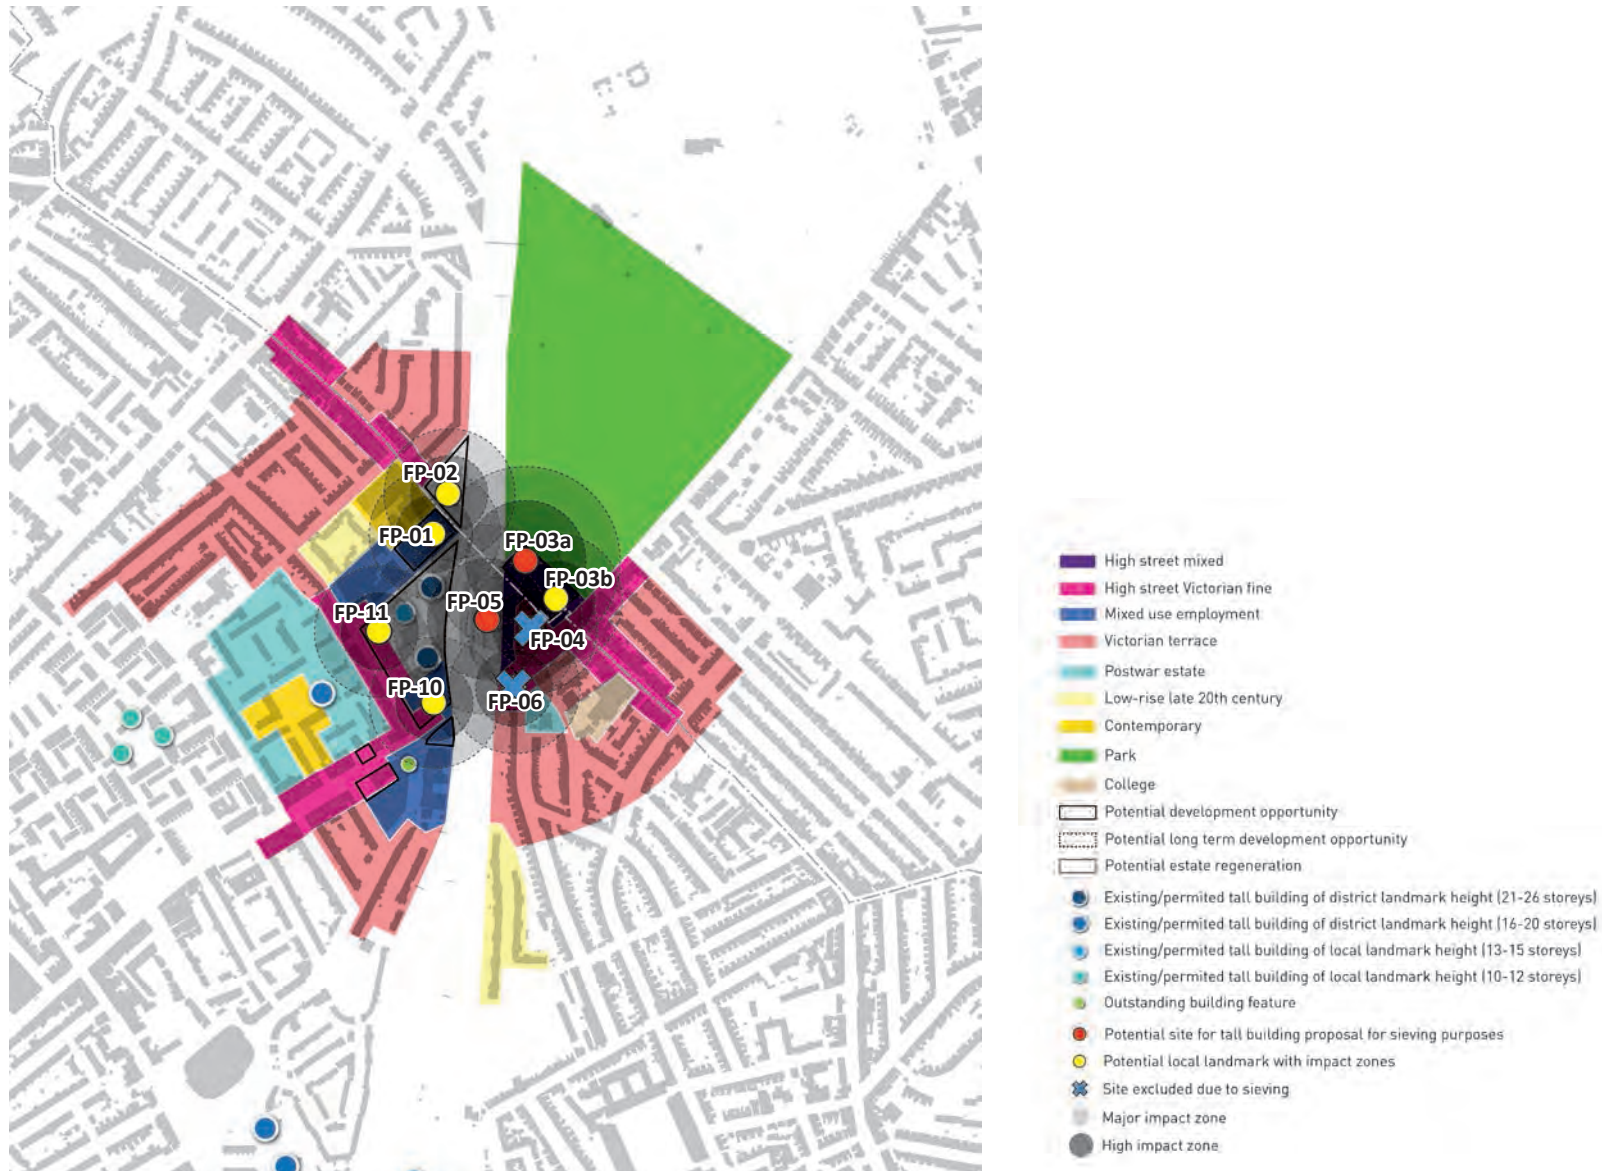 FP-02
FP-01
FP-03a
FP-03b
FP-11
FP-05
FP-04
FP-10
FP-06
High street mixed
High street Victorian fine
Mixed use employment
Victorian terrace
Postwar estate
Low-rise late 20th century
Contemporary
Park
College
Potential development opportunity
Potential long term development opportunity
Potential estate regeneration
Existing/permited tall building of district landmark height (21-26 storeys)
Existing/permited tall building of district landmark height (16-20 storeys)
Existing/permited tall building of local landmark height (13-15 storeys)
Existing/permited tall building of local landmark height (10-12 storeys)
Outstanding building feature
Potential site for tall building proposal for sieving purposes
Potential local landmark with impact zones
Site excluded due to sieving
Major impact zone
High impact zone